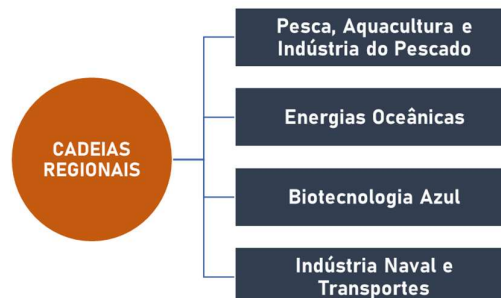 CADEIAS
REGIONAIS
Pesca, Aquacultura e
Indústria do Pescado
Energias Oceânicas
Biotecnologia Azul
Indústria Naval e
Transportes